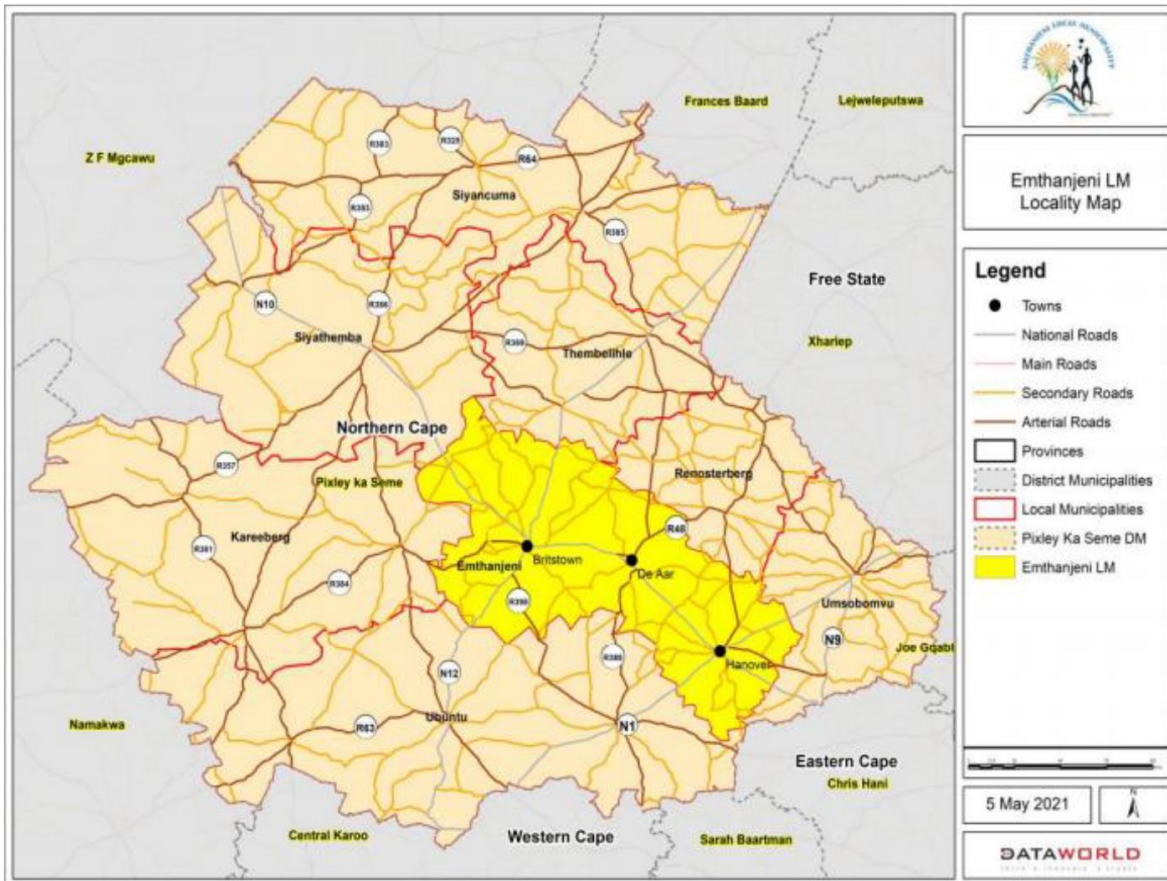 Frances Baard
Lejweleputswa
Z F Mgcawu
R383
R64
Siyancuma
R385
N10
Free State
Siyathemba
R369
Thembelihle
Xhariep
Northern Cape
R357
Pixley ka Seme
Renosterberg
Kareeberg
R361
R48
Emthanjeni
Britstown
De Aar
R384
R398
Umsobomvu
N9
Joe Gqabi
Hanover
N12
Namakwa
R63
Ubuntu
N1
Eastern Cape
Chris Hani
Central Karoo
Western Cape
Sarah Baartman
EMTHANJENI LOCAL MUNICIPALITY
Emthanjeni LM
Locality Map
Legend
Towns
National Roads
Main Roads
Secondary Roads
Arterial Roads
Provinces
District Municipalities
Local Municipalities
Pixley Ka Seme DM
Emthanjeni LM
5 May 2021
N
DATAWORLD